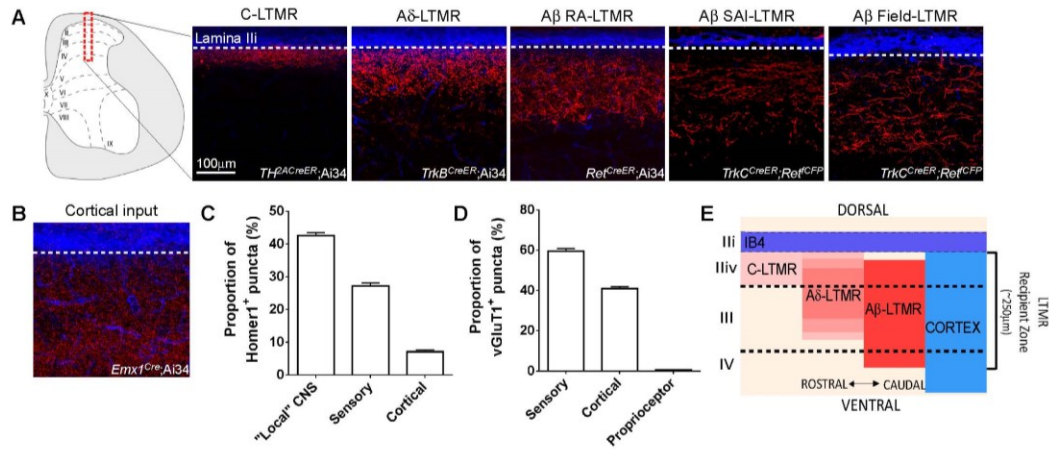 A
C-LTMR
Aδ-LTMR
Aβ RA-LTMR
Aβ SAI-LTMR
Aβ Field-LTMR
II
III
IV
V
X
VI
VII
VIII
IX
Lamina IIi
100μm
TH2ACreER;Ai34
TrkBCreER;Ai34
RetCreER;Ai34
TrkCCreER;RetfCFP
TrkCCreER;RetfCFP
B
Cortical input
Emx1Cre;Ai34
C
Proportion of
Homer1+ puncta (%)
50
40
30
20
10
0
"Local" CNS
Sensory
Cortical
D
Proportion of
vGluT1+ puncta (%)
80
60
40
20
0
Sensory
Cortical
Proprioceptor
E
DORSAL
IIi
IB4
IIiv
C-LTMR
Aδ-LTMR
Aβ-LTMR
III
CORTEX
IV
ROSTRAL
CAUDAL
VENTRAL
LTMR
Recipient Zone
(~250μm)